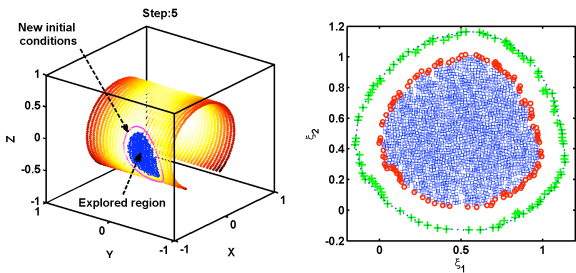 Step:5
New initial
conditions
1
0.5
0
-0.5
-1
Z
Explored region
1
0
-1
Y
-1
0
1
X
1.2
1
0.8
0.6
0.4
0.2
0
-0.2
ξ2
0
0.5
1
ξ1